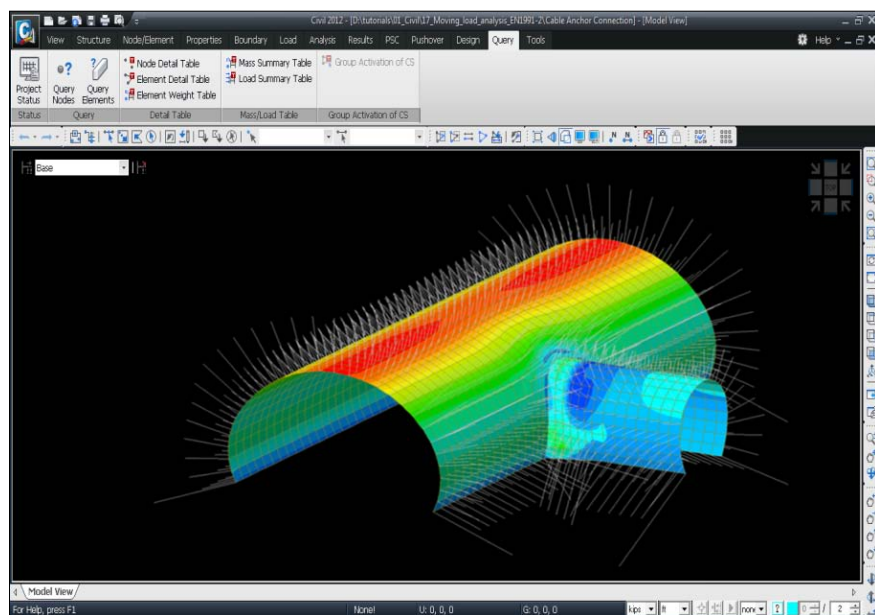 Civil 2012 - [D:\tutorials\01_Civil\17_Moving_load_analysis_EN1991-2\Cable Anchor Connection] - [Model View]
View Structure Node/Element Properties Boundary Load Analysis Results PSC Pushover Design Query Tools Help
Project Status
Query Nodes
Query Elements
Node Detail Table
Element Detail Table
Element Weight Table
Mass Summary Table
Load Summary Table
Group Activation of CS
Status Query Detail Table Mass/Load Table Group Activation of CS
Base
TOP
Model View
For Help, press F1 None! U: 0, 0, 0 G: 0, 0, 0 kips ft non 0 / 2